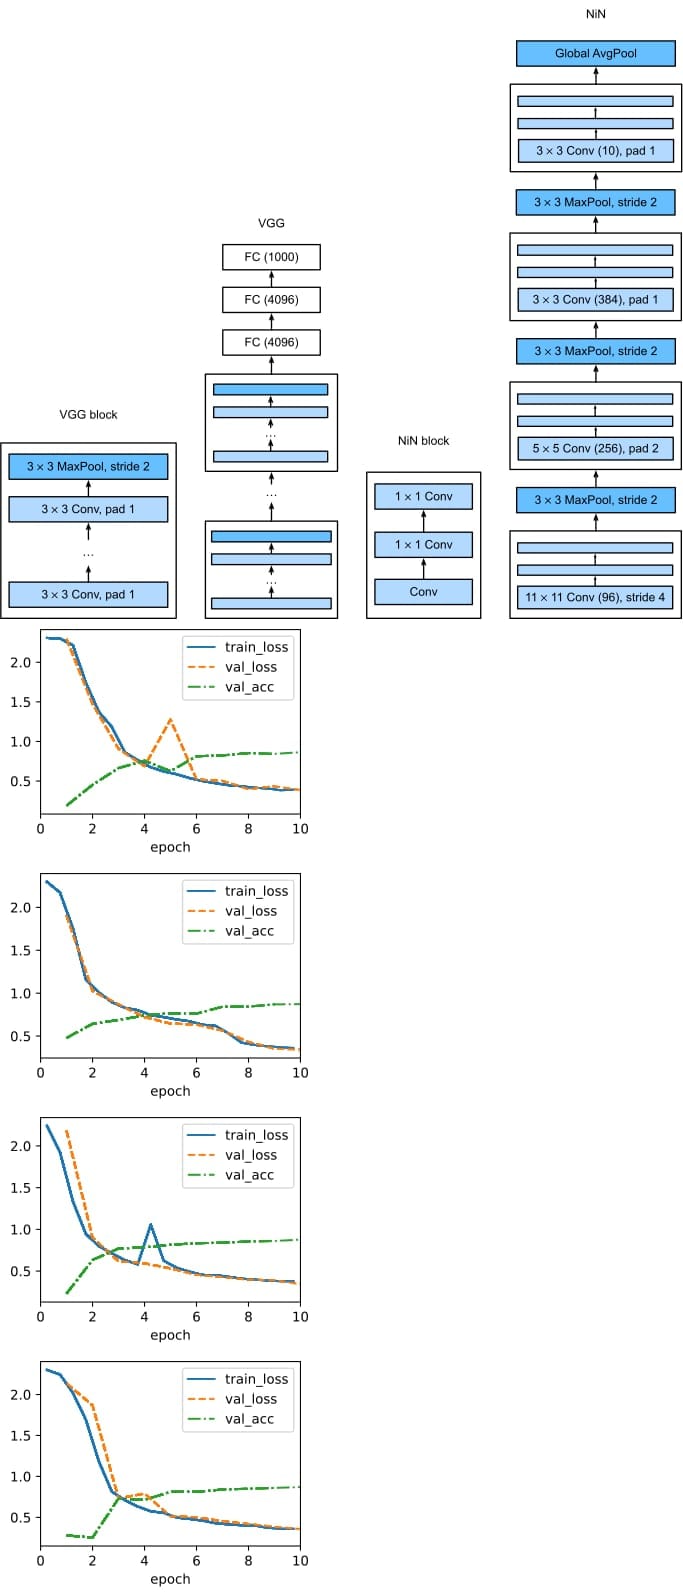 NiN
Global AvgPool
3 × 3 Conv (10), pad 1
3 × 3 MaxPool, stride 2
VGG
FC (1000)
3 × 3 Conv (384), pad 1
FC (4096)
FC (4096)
3 × 3 MaxPool, stride 2
VGG block
...
NiN block
5 × 5 Conv (256), pad 2
3 × 3 MaxPool, stride 2
1 × 1 Conv
...
3 × 3 MaxPool, stride 2
3 × 3 Conv, pad 1
1 × 1 Conv
...
...
3 × 3 Conv, pad 1
Conv
11 × 11 Conv (96), stride 4
train_loss
val_loss
val_acc
2.0
1.5
1.0
0.5
0 2 4 6 8 10
epoch
train_loss
val_loss
val_acc
2.0
1.5
1.0
0.5
0 2 4 6 8 10
epoch
train_loss
val_loss
val_acc
2.0
1.5
1.0
0.5
0 2 4 6 8 10
epoch
train_loss
val_loss
val_acc
2.0
1.5
1.0
0.5
0 2 4 6 8 10
epoch